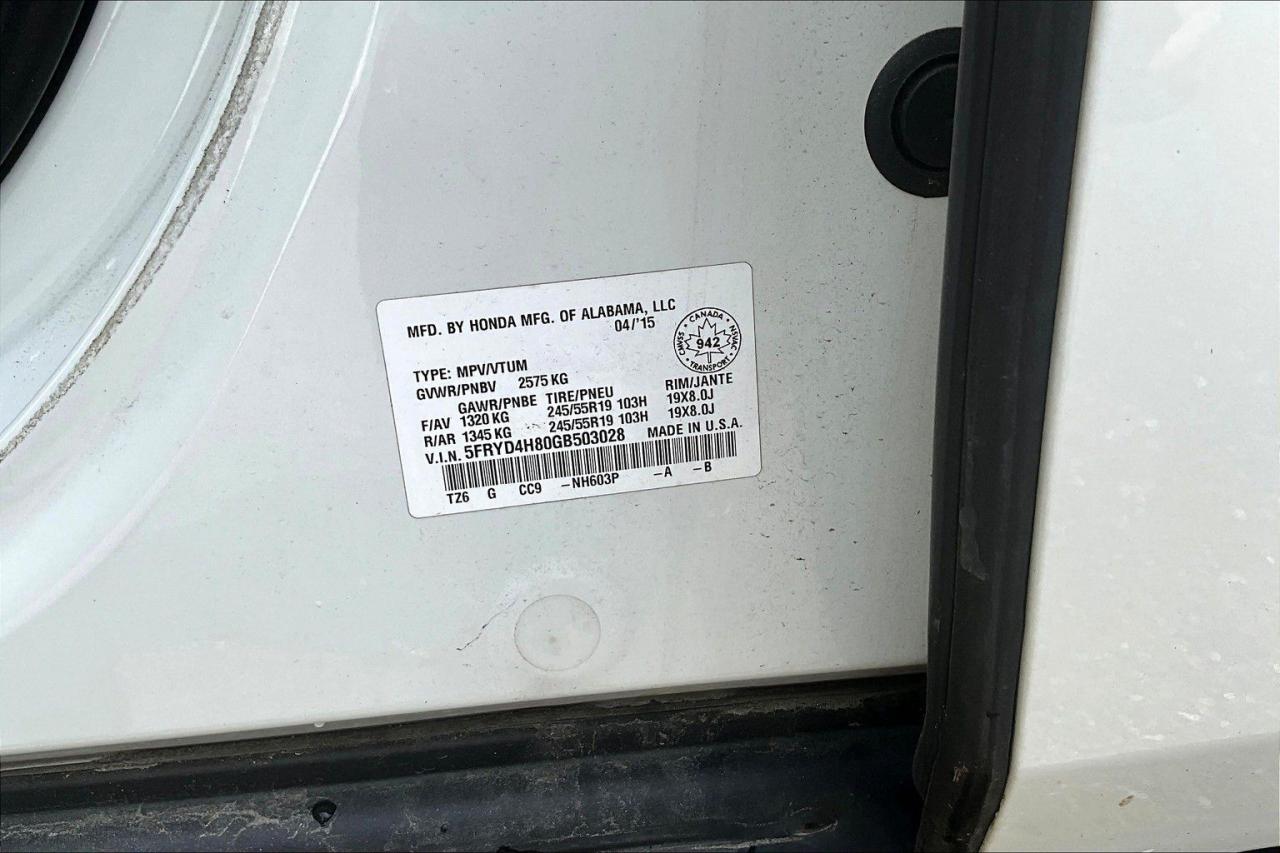 MFD. BY HONDA MFG. OF ALABAMA, LLC
04/'15
CANADA
CMVSS 942 NSVAC
TRANSPORT
TYPE: MPV/VTUM
GVWR/PNBV 2575 KG
GAWR/PNBE TIRE/PNEU RIM/JANTE
F/AV 1320 KG 245/55R19 103H 19X8.0J
R/AR 1345 KG 245/55R19 103H 19X8.0J
V.I.N. 5FRYD4H80GB503028 MADE IN U.S.A.
TZ6 G CC9 -NH603P -A -B